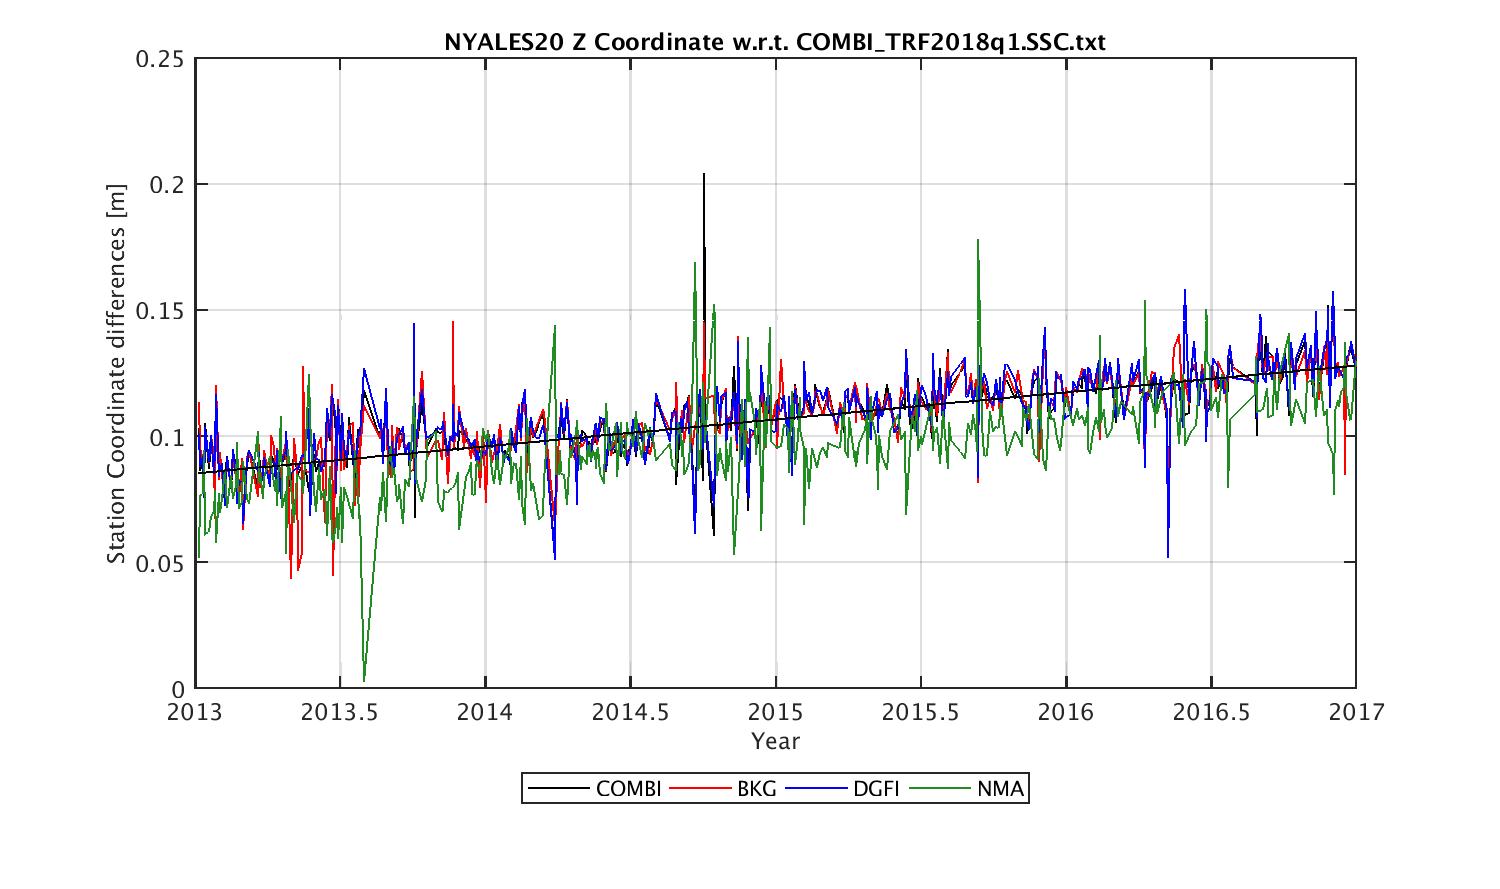 NYALES20 Z Coordinate w.r.t. COMBI_TRF2018q1.SSC.txt
Station Coordinate differences [m]
0.25
0.2
0.15
0.1
0.05
0
2013 2013.5 2014 2014.5 2015 2015.5 2016 2016.5 2017
Year
COMBI BKG DGFI NMA